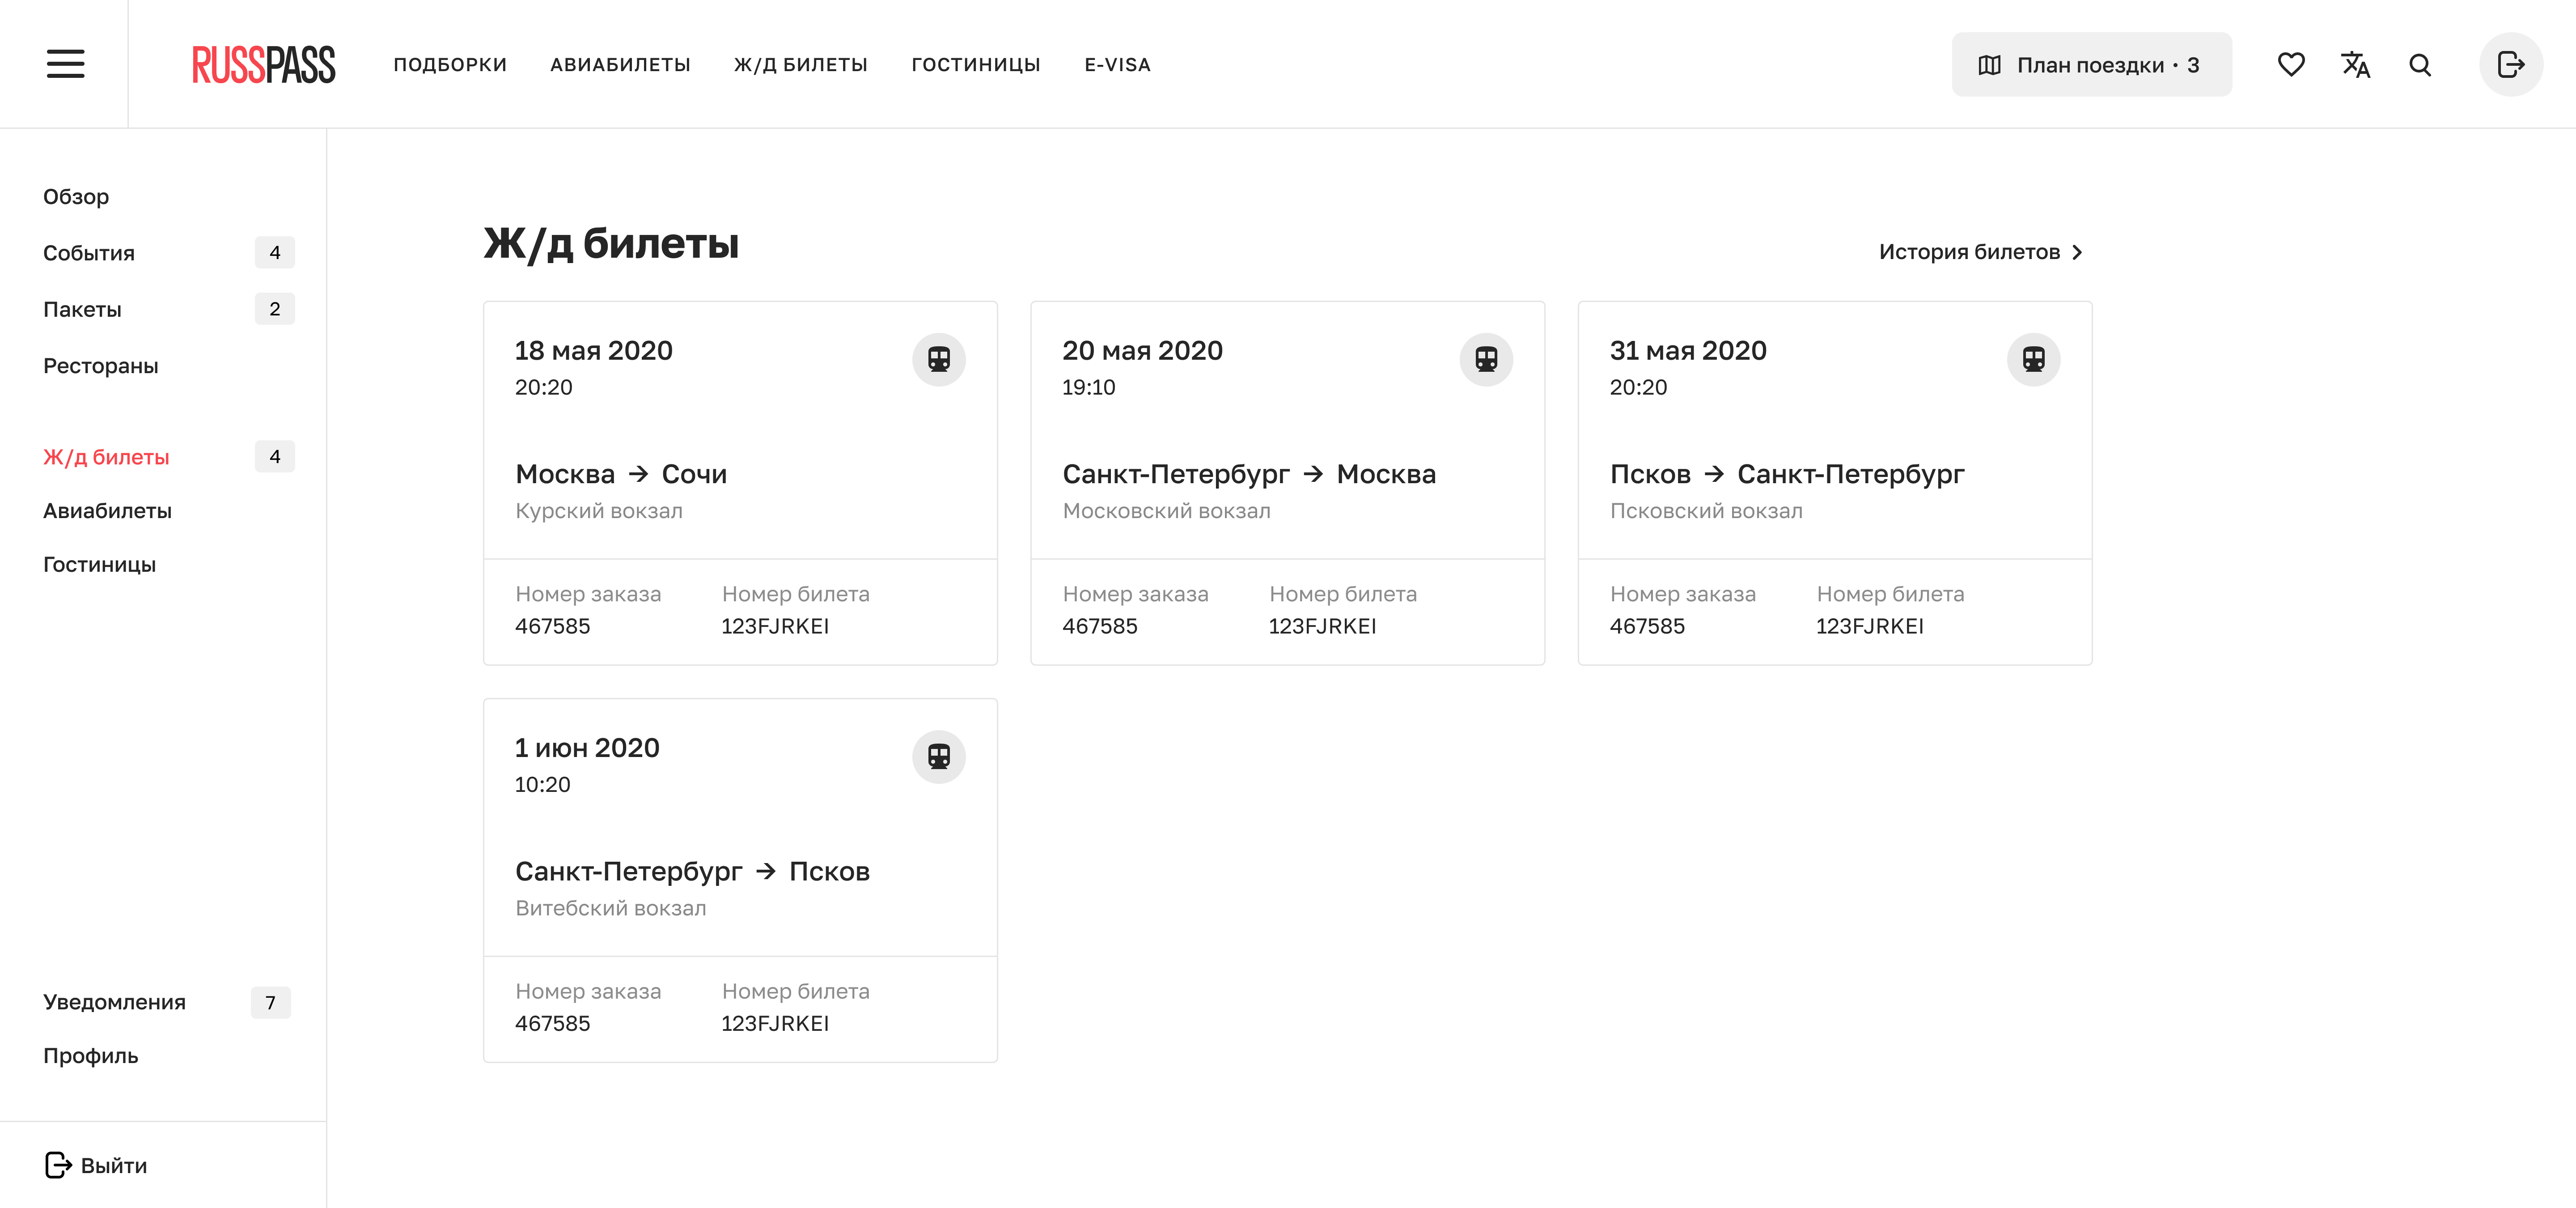 RUSSPASS
ПОДБОРКИ
АВИАБИЛЕТЫ
Ж/Д БИЛЕТЫ
ГОСТИНИЦЫ
E-VISA
План поездки · 3
Обзор
События 4
Пакеты 2
Рестораны
Ж/д билеты 4
Авиабилеты
Гостиницы
Уведомления 7
Профиль
Выйти
Ж/д билеты
История билетов
18 мая 2020
20:20
Москва → Сочи
Курский вокзал
Номер заказа Номер билета
467585 123FJRKEI
20 мая 2020
19:10
Санкт-Петербург → Москва
Московский вокзал
Номер заказа Номер билета
467585 123FJRKEI
31 мая 2020
20:20
Псков → Санкт-Петербург
Псковский вокзал
Номер заказа Номер билета
467585 123FJRKEI
1 июн 2020
10:20
Санкт-Петербург → Псков
Витебский вокзал
Номер заказа Номер билета
467585 123FJRKEI